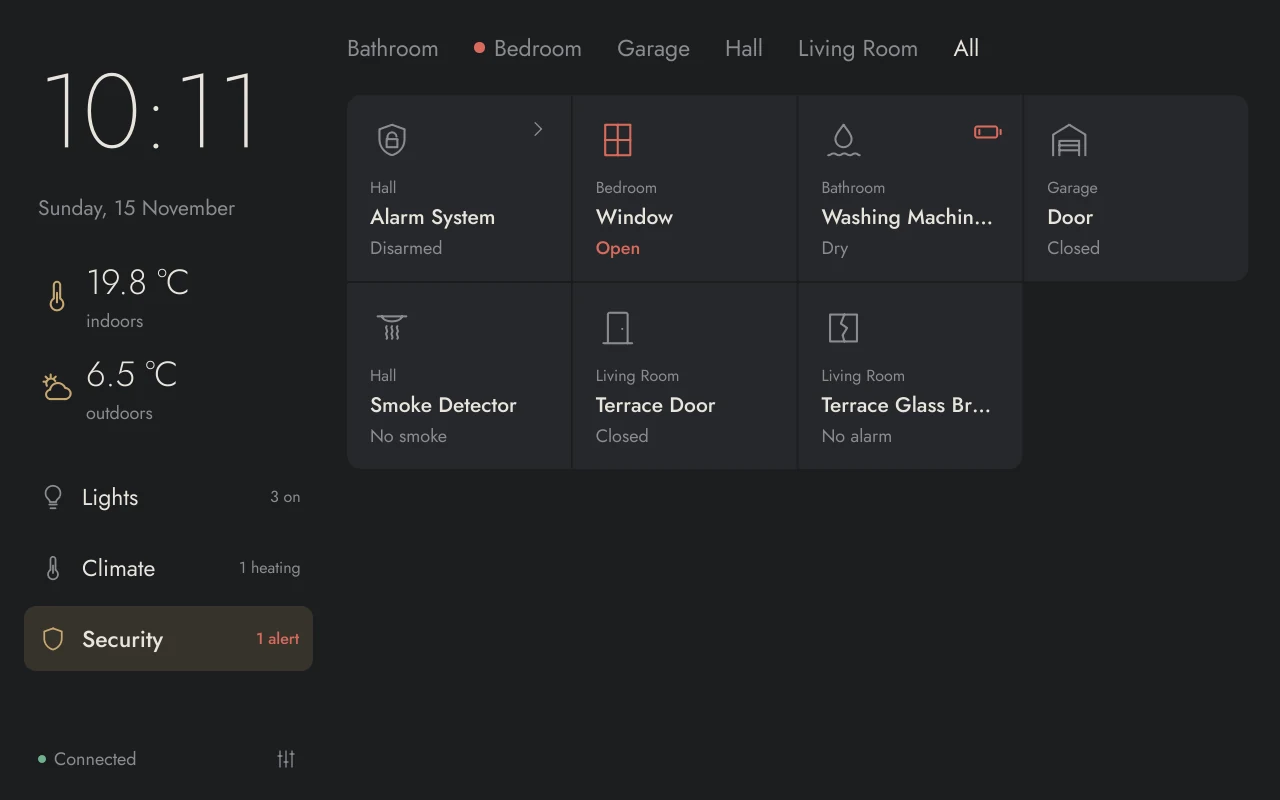 10:11
Sunday, 15 November
19.8 °C
indoors
6.5 °C
outdoors
Lights 3 on
Climate 1 heating
Security 1 alert
Connected
Bathroom Bedroom Garage Hall Living Room All
Hall
Alarm System
Disarmed
Bedroom
Window
Open
Bathroom
Washing Machin...
Dry
Garage
Door
Closed
Hall
Smoke Detector
No smoke
Living Room
Terrace Door
Closed
Living Room
Terrace Glass Br...
No alarm